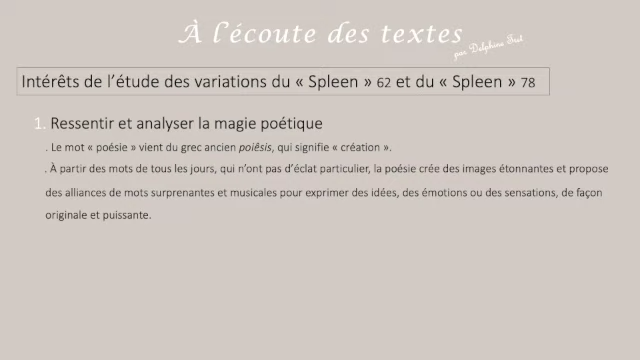 À l'écoute des textes
par Delphine
Intérêts de l'étude des variations du « Spleen » 62 et du « Spleen » 78
1. Ressentir et analyser la magie poétique
. Le mot « poésie » vient du grec ancien poiêsis, qui signifie « création ».
. À partir des mots de tous les jours, qui n'ont pas d'éclat particulier, la poésie crée des images étonnantes et propose
des alliances de mots surprenantes et musicales pour exprimer des idées, des émotions ou des sensations, de façon
originale et puissante.